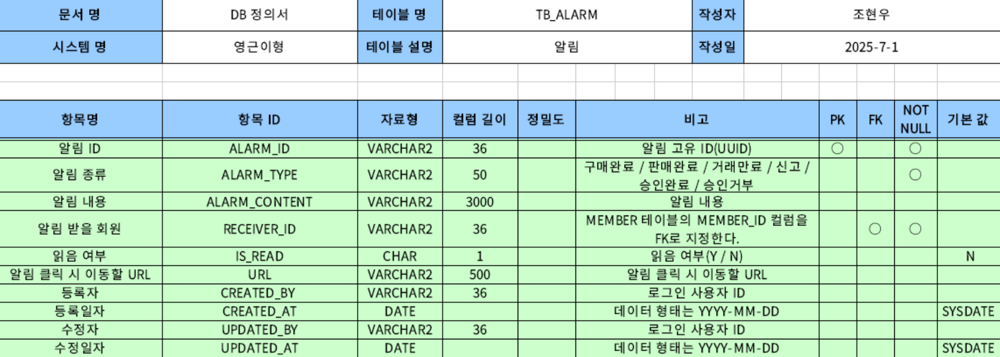 문서 명 DB 정의서 테이블 명 TB_ALARM 작성자 조현우
시스템 명 영근이형 테이블 설명 알림 작성일 2025-7-1
항목명 항목 ID 자료형 컬럼 길이 정밀도 비고 PK FK NOT NULL 기본 값
알림 ID ALARM_ID VARCHAR2 36 알림 고유 ID(UUID) ○ ○
알림 종류 ALARM_TYPE VARCHAR2 50 구매완료 / 판매완료 / 거래만료 / 신고 /
승인완료 / 승인거부 ○
알림 내용 ALARM_CONTENT VARCHAR2 3000 알림 내용
알림 받을 회원 RECEIVER_ID VARCHAR2 36 MEMBER 테이블의 MEMBER_ID 컬럼을
FK로 지정한다. ○ ○
읽음 여부 IS_READ CHAR 1 읽음 여부(Y / N) N
알림 클릭 시 이동할 URL URL VARCHAR2 500 알림 클릭 시 이동할 URL
등록자 CREATED_BY VARCHAR2 36 로그인 사용자 ID
등록일자 CREATED_AT DATE 데이터 형태는 YYYY-MM-DD SYSDATE
수정자 UPDATED_BY VARCHAR2 36 로그인 사용자 ID
수정일자 UPDATED_AT DATE 데이터 형태는 YYYY-MM-DD SYSDATE